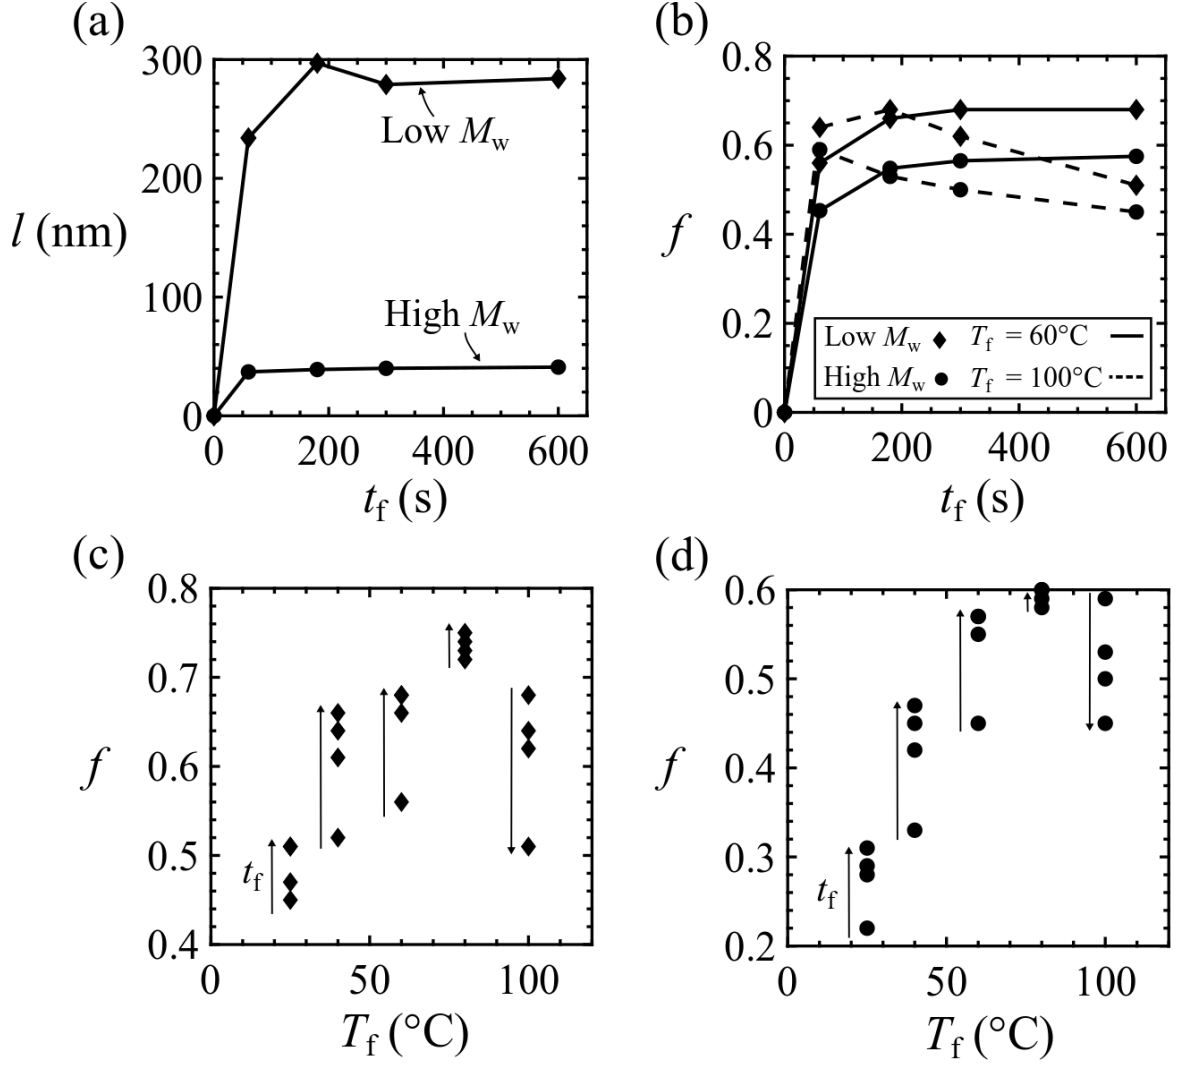 (a)
300
200
100
0
l (nm)
Low Mw
High Mw
0 200 400 600
tf (s)
(b)
0.8
0.6
0.4
0.2
0
f
Low Mw ♦ Tf = 60°C
High Mw ● Tf = 100°C
0 200 400 600
tf (s)
(c)
0.8
0.7
0.6
0.5
0.4
f
tf
0 50 100
Tf (°C)
(d)
0.6
0.5
0.4
0.3
0.2
f
tf
0 50 100
Tf (°C)